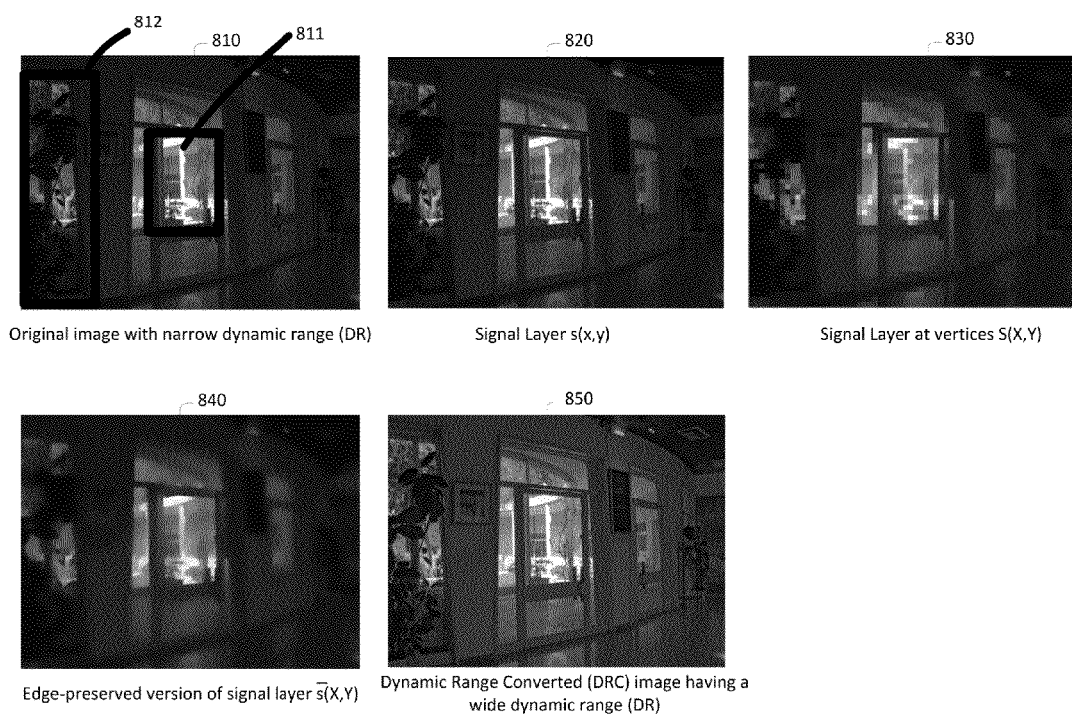 812
810
811
820
830
Original image with narrow dynamic range (DR)
Signal Layer s(x,y)
Signal Layer at vertices S(X,Y)
840
850
Edge-preserved version of signal layer s̅(X,Y)
Dynamic Range Converted (DRC) image having a
wide dynamic range (DR)